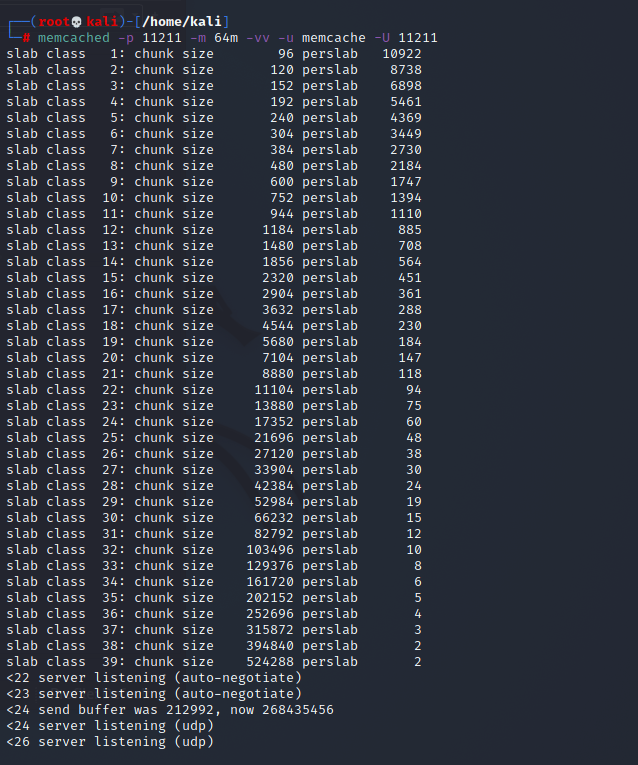 ┌──(root💀kali)-[/home/kali]
└─# memcached -p 11211 -m 64m -vv -u memcache -U 11211
slab class   1: chunk size        96 perslab   10922
slab class   2: chunk size       120 perslab    8738
slab class   3: chunk size       152 perslab    6898
slab class   4: chunk size       192 perslab    5461
slab class   5: chunk size       240 perslab    4369
slab class   6: chunk size       304 perslab    3449
slab class   7: chunk size       384 perslab    2730
slab class   8: chunk size       480 perslab    2184
slab class   9: chunk size       600 perslab    1747
slab class  10: chunk size       752 perslab    1394
slab class  11: chunk size       944 perslab    1110
slab class  12: chunk size      1184 perslab     885
slab class  13: chunk size      1480 perslab     708
slab class  14: chunk size      1856 perslab     564
slab class  15: chunk size      2320 perslab     451
slab class  16: chunk size      2904 perslab     361
slab class  17: chunk size      3632 perslab     288
slab class  18: chunk size      4544 perslab     230
slab class  19: chunk size      5680 perslab     184
slab class  20: chunk size      7104 perslab     147
slab class  21: chunk size      8880 perslab     118
slab class  22: chunk size     11104 perslab      94
slab class  23: chunk size     13880 perslab      75
slab class  24: chunk size     17352 perslab      60
slab class  25: chunk size     21696 perslab      48
slab class  26: chunk size     27120 perslab      38
slab class  27: chunk size     33904 perslab      30
slab class  28: chunk size     42384 perslab      24
slab class  29: chunk size     52984 perslab      19
slab class  30: chunk size     66232 perslab      15
slab class  31: chunk size     82792 perslab      12
slab class  32: chunk size    103496 perslab      10
slab class  33: chunk size    129376 perslab       8
slab class  34: chunk size    161720 perslab       6
slab class  35: chunk size    202152 perslab       5
slab class  36: chunk size    252696 perslab       4
slab class  37: chunk size    315872 perslab       3
slab class  38: chunk size    394840 perslab       2
slab class  39: chunk size    524288 perslab       2
<22 server listening (auto-negotiate)
<23 server listening (auto-negotiate)
<24 send buffer was 212992, now 268435456
<24 server listening (udp)
<26 server listening (udp)